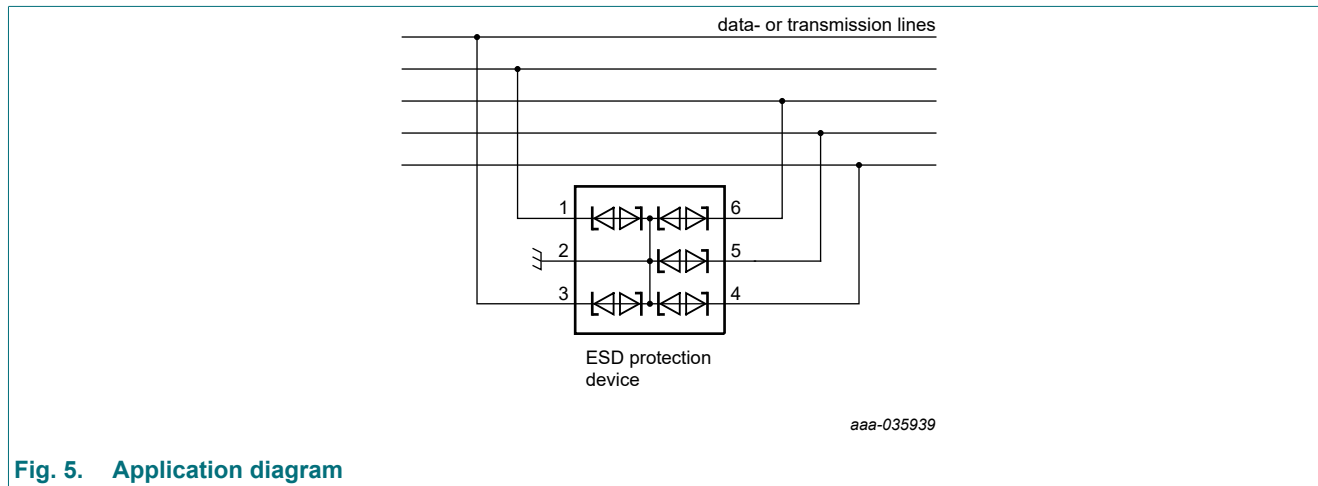 data- or transmission lines
1
6
2
5
3
4
ESD protection
device
aaa-035939
Fig. 5. Application diagram